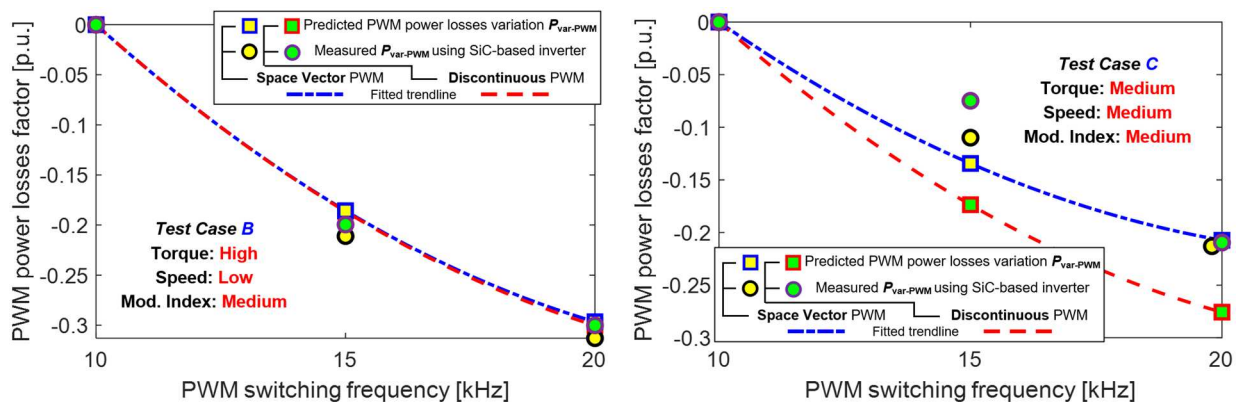 PWM power losses factor [p.u.]
0
-0.05
-0.1
-0.15
-0.2
-0.25
-0.3
10
15
20
PWM switching frequency [kHz]
Predicted PWM power losses variation Pvar-PWM
Measured Pvar-PWM using SiC-based inverter
Space Vector PWM
Discontinuous PWM
Fitted trendline
Test Case B
Torque: High
Speed: Low
Mod. Index: Medium
PWM power losses factor [p.u.]
0
-0.05
-0.1
-0.15
-0.2
-0.25
-0.3
10
15
20
PWM switching frequency [kHz]
Test Case C
Torque: Medium
Speed: Medium
Mod. Index: Medium
Predicted PWM power losses variation Pvar-PWM
Measured Pvar-PWM using SiC-based inverter
Space Vector PWM
Discontinuous PWM
Fitted trendline